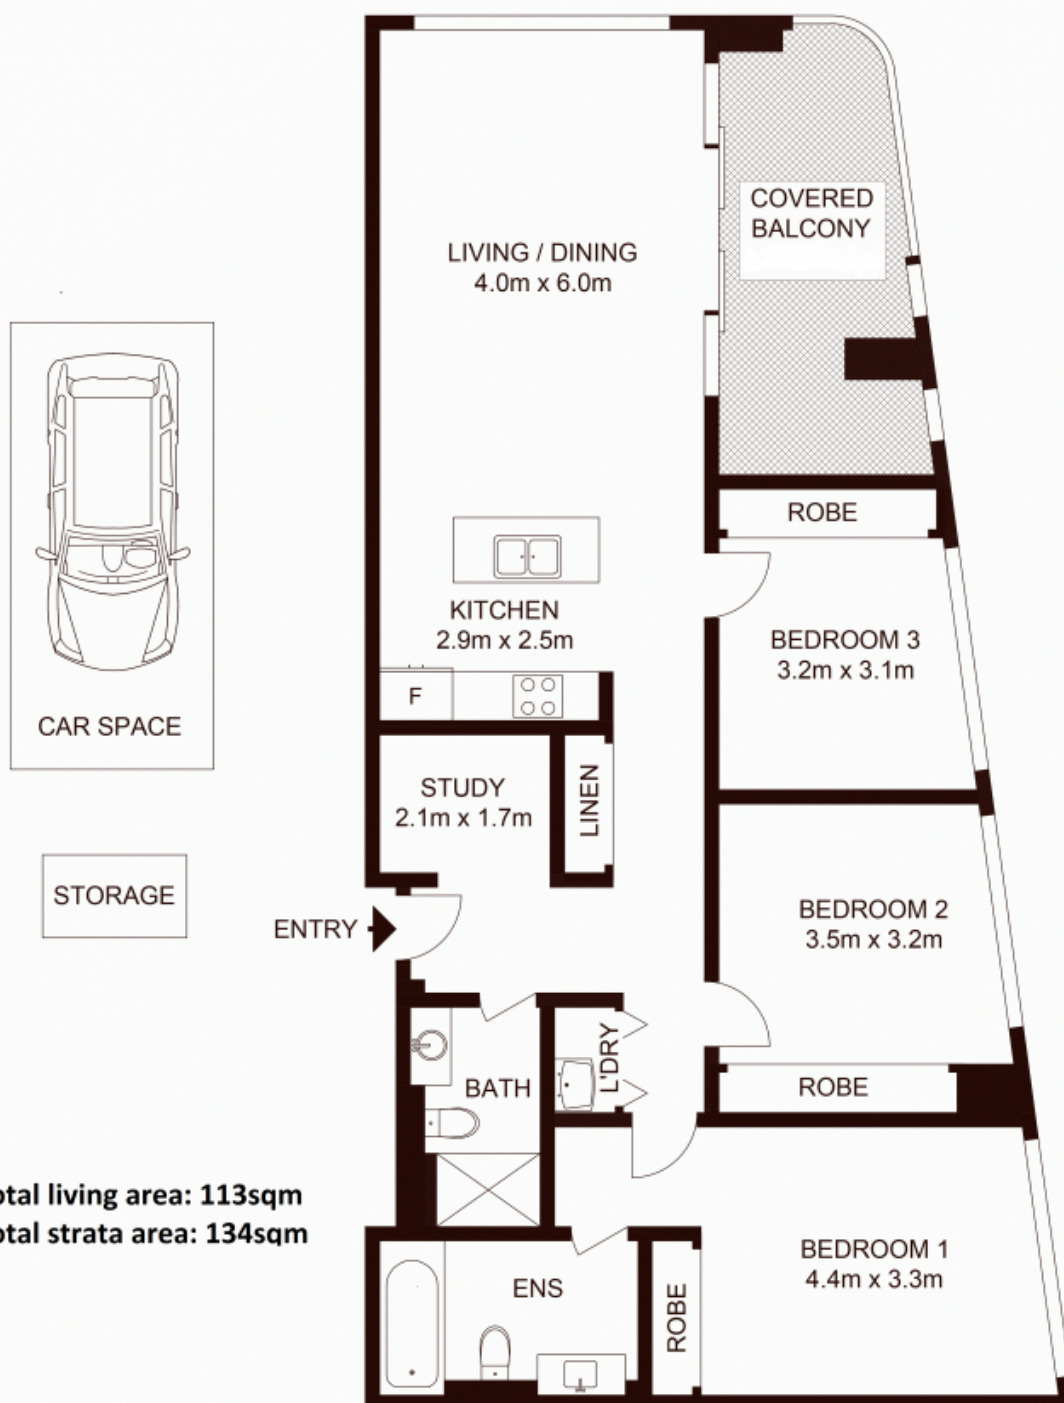 COVERED
BALCONY
LIVING / DINING
4.0m x 6.0m
ROBE
KITCHEN
2.9m x 2.5m
BEDROOM 3
3.2m x 3.1m
F
CAR SPACE
STUDY
2.1m x 1.7m
LINEN
STORAGE
ENTRY
BEDROOM 2
3.5m x 3.2m
L'DRY
BATH
ROBE
otal living area: 113sqm
otal strata area: 134sqm
BEDROOM 1
4.4m x 3.3m
ENS
ROBE